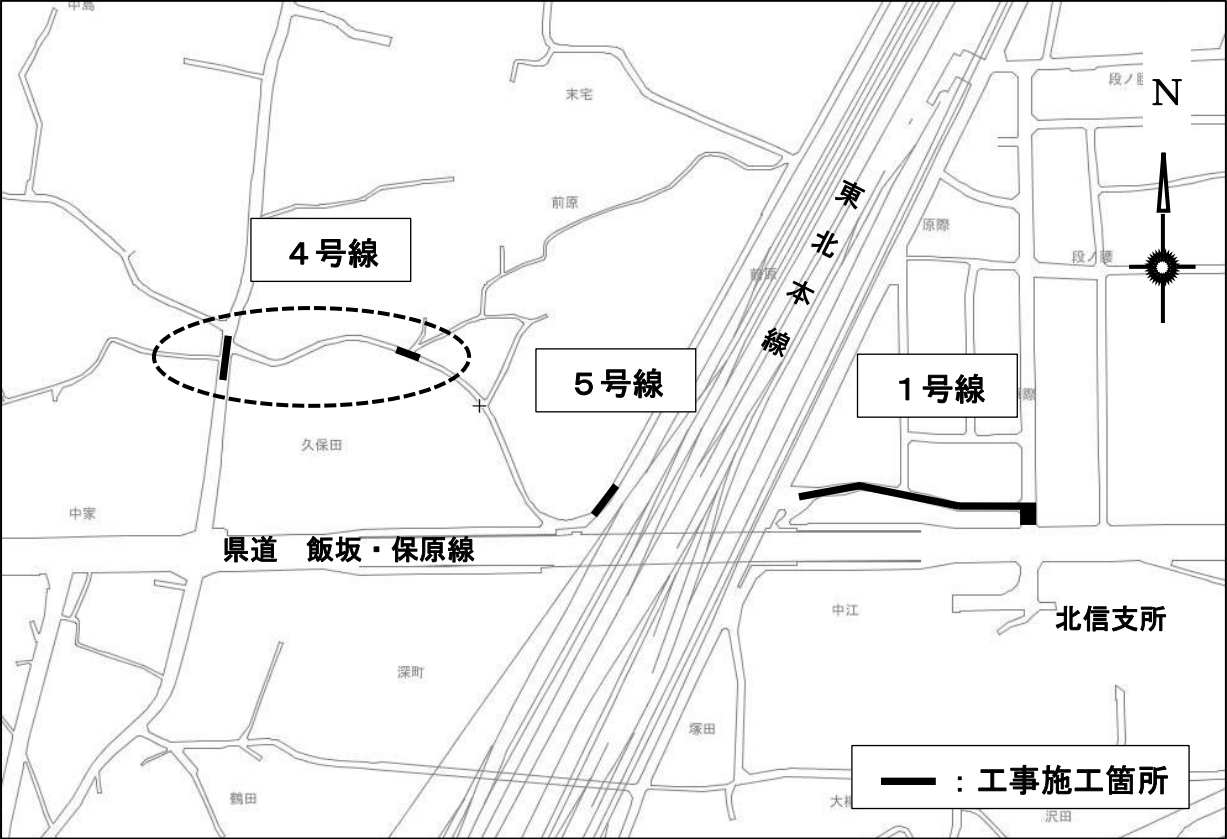 中島
段ノ腰
N
末宅
東北本線
前原
原際
4号線
段ノ腰
前原
5号線
1号線
原際
久保田
中家
県道 飯坂・保原線
中江
北信支所
深町
塚田
:工事施工箇所
鶴田
沢田